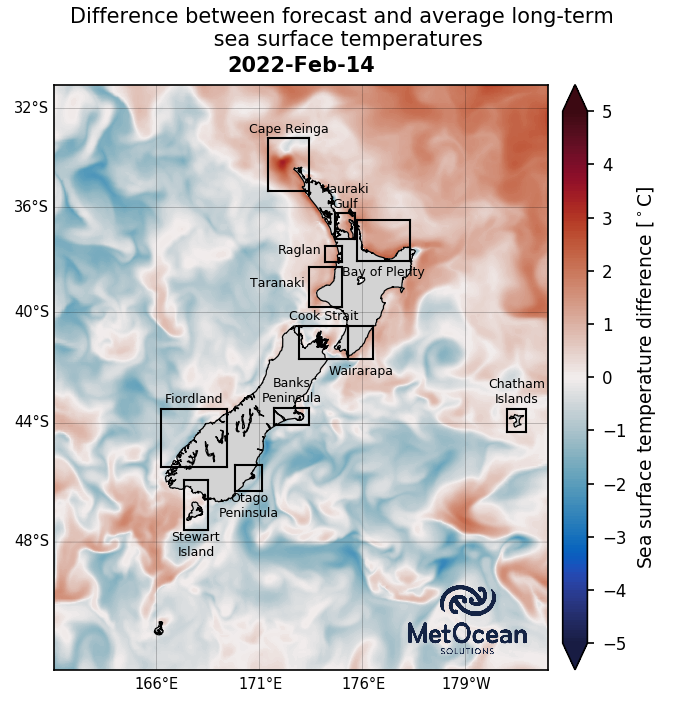 Difference between forecast and average long-term
sea surface temperatures
2022-Feb-14
32°S
36°S
40°S
44°S
48°S
166°E
171°E
176°E
179°W
Cape Reinga
Hauraki
Gulf
Raglan
Bay of Plenty
Taranaki
Cook Strait
Wairarapa
Banks
Peninsula
Chatham
Islands
Fiordland
Otago
Peninsula
Stewart
Island
MetOcean
SOLUTIONS
5
4
3
2
1
0
−1
−2
−3
−4
−5
Sea surface temperature difference [°C]